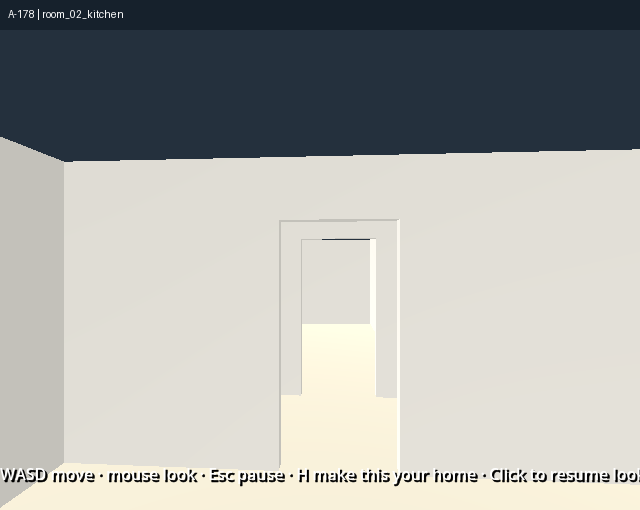 A-178 | room_02_kitchen
WASD move · mouse look · Esc pause · H make this your home · Click to resume